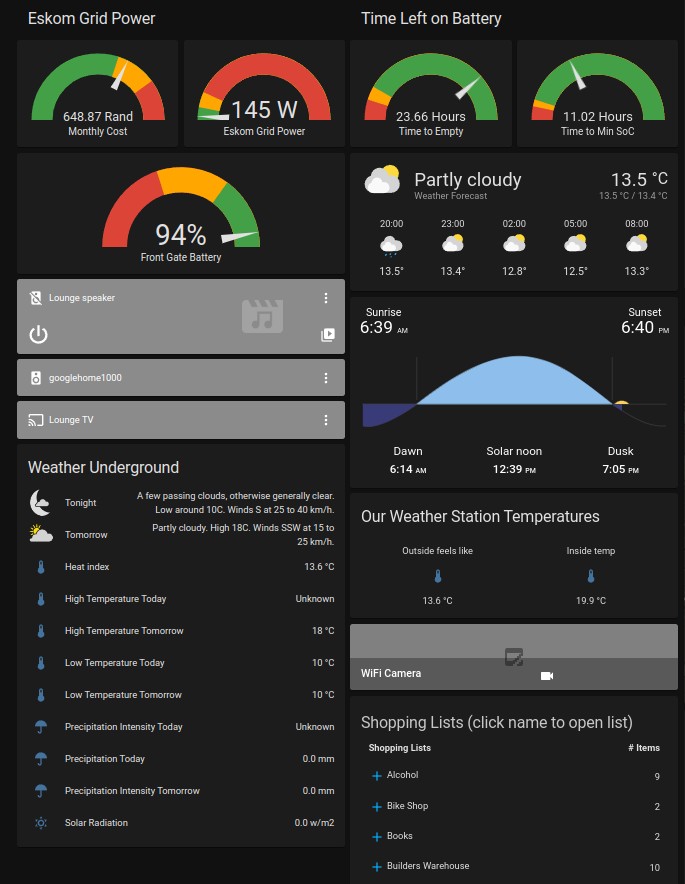 Eskom Grid Power
648.87 Rand
Monthly Cost
145 W
Eskom Grid Power
94%
Front Gate Battery
Lounge speaker
googlehome1000
Lounge TV
Weather Underground
Tonight
A few passing clouds, otherwise generally clear.
Low around 10C. Winds S at 25 to 40 km/h.
Tomorrow
Partly cloudy. High 18C. Winds SSW at 15 to
25 km/h.
Heat index 13.6 °C
High Temperature Today Unknown
High Temperature Tomorrow 18 °C
Low Temperature Today 10 °C
Low Temperature Tomorrow 10 °C
Precipitation Intensity Today Unknown
Precipitation Today 0.0 mm
Precipitation Intensity Tomorrow 0.0 mm
Solar Radiation 0.0 w/m2
Time Left on Battery
23.66 Hours
Time to Empty
11.02 Hours
Time to Min SoC
Partly cloudy 13.5 °C
Weather Forecast 13.5 °C / 13.4 °C
20:00 23:00 02:00 05:00 08:00
13.5° 13.4° 12.8° 12.5° 13.3°
Sunrise Sunset
6:39 AM 6:40 PM
Dawn Solar noon Dusk
6:14 AM 12:39 PM 7:05 PM
Our Weather Station Temperatures
Outside feels like Inside temp
13.6 °C 19.9 °C
WiFi Camera
Shopping Lists (click name to open list)
Shopping Lists # Items
Alcohol 9
Bike Shop 2
Books 2
Builders Warehouse 10